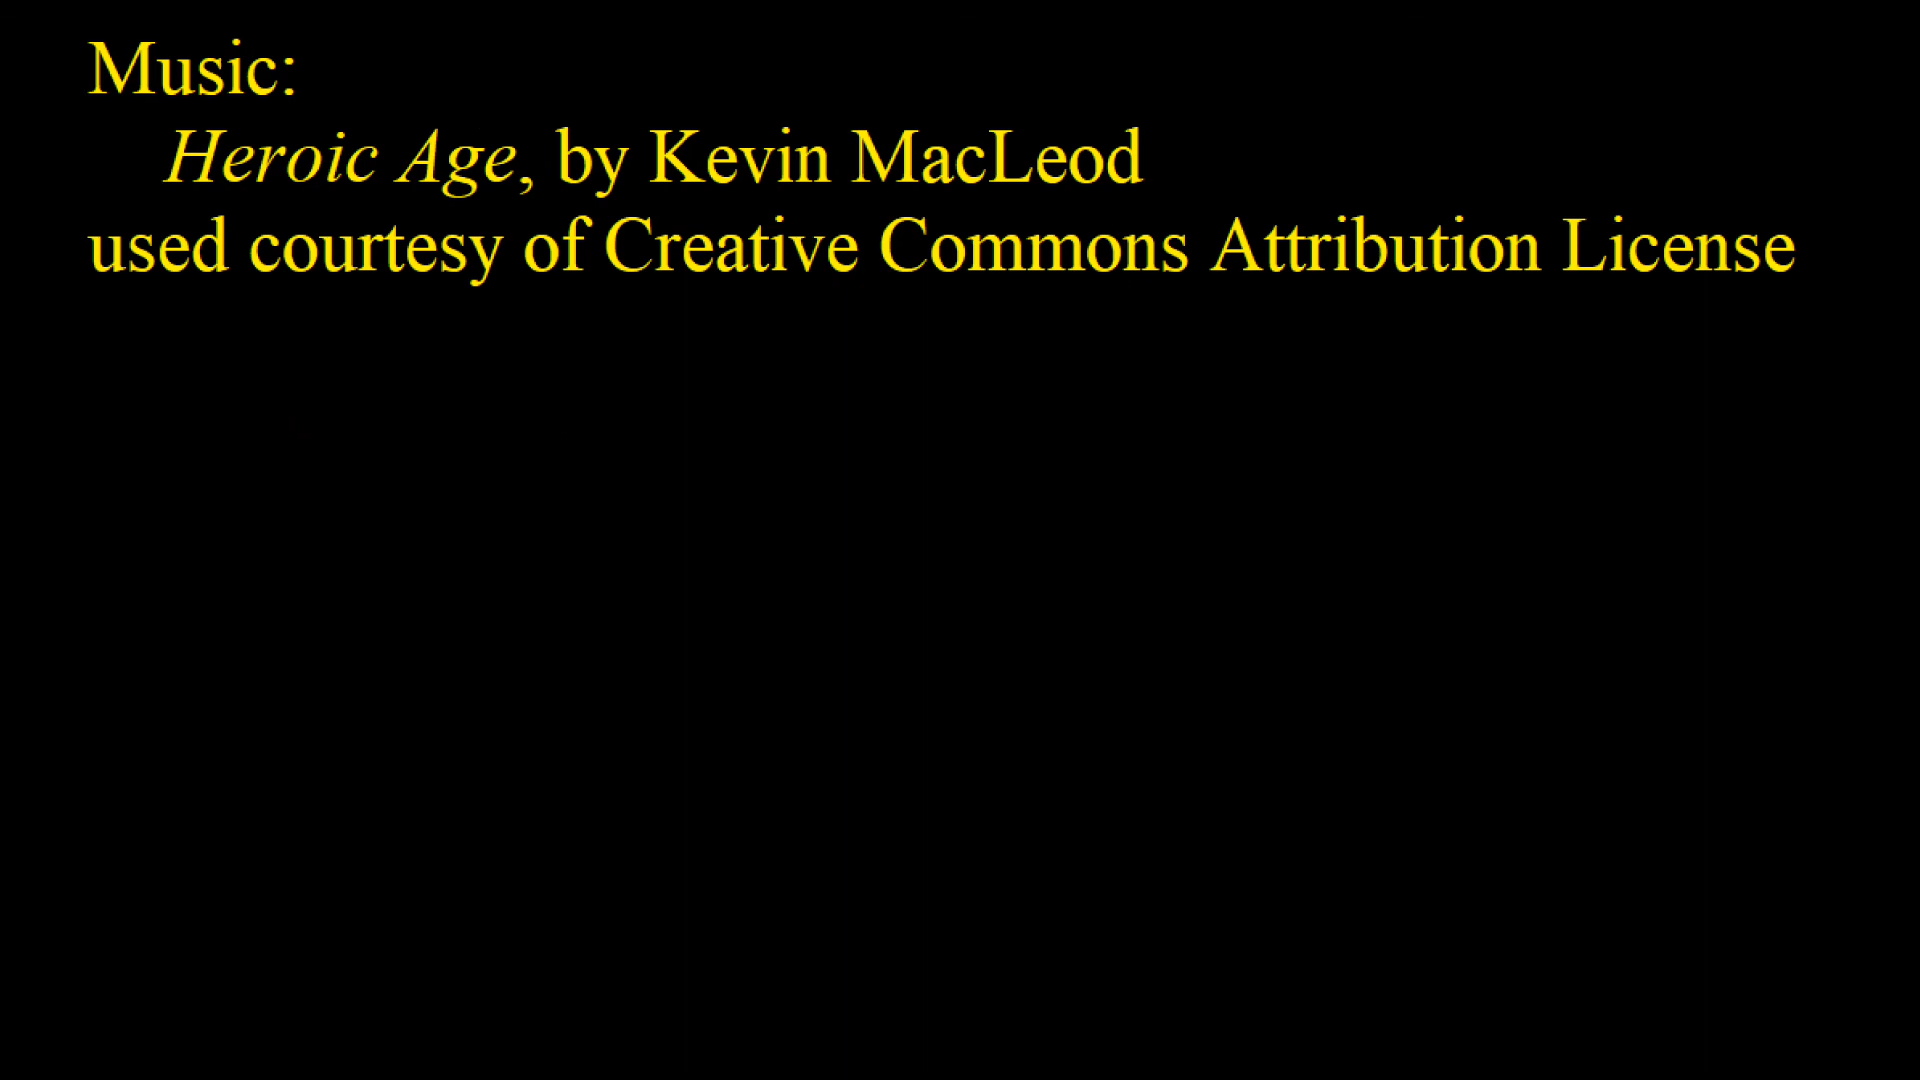 Music:
Heroic Age, by Kevin MacLeod
used courtesy of Creative Commons Attribution License